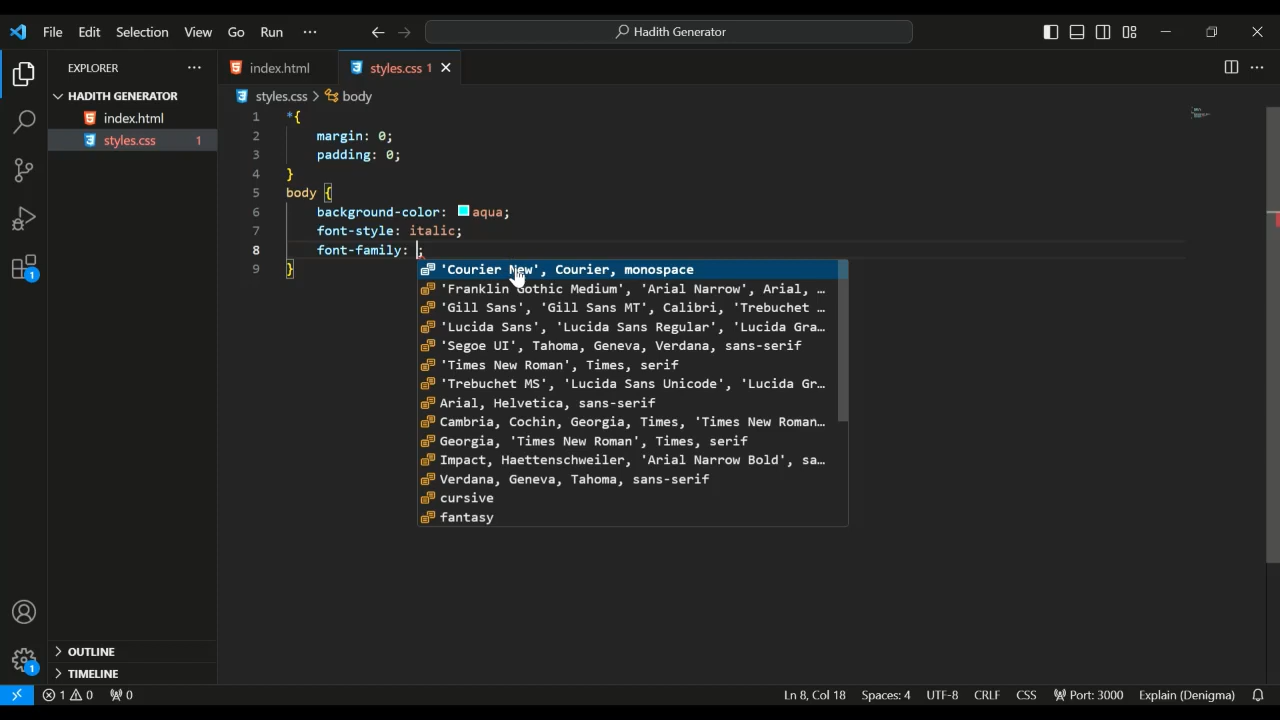 File Edit Selection View Go Run ···
Hadith Generator
EXPLORER ···
index.html
styles.css 1
HADITH GENERATOR
index.html
styles.css 1
styles.css > body
1 *{
2 margin: 0;
3 padding: 0;
4 }
5 body {
6 background-color: aqua;
7 font-style: italic;
8 font-family: ;
9 }
'Courier New', Courier, monospace
'Franklin Gothic Medium', 'Arial Narrow', Arial, …
'Gill Sans', 'Gill Sans MT', Calibri, 'Trebuchet …
'Lucida Sans', 'Lucida Sans Regular', 'Lucida Gra…
'Segoe UI', Tahoma, Geneva, Verdana, sans-serif
'Times New Roman', Times, serif
'Trebuchet MS', 'Lucida Sans Unicode', 'Lucida Gr…
Arial, Helvetica, sans-serif
Cambria, Cochin, Georgia, Times, 'Times New Roman…
Georgia, 'Times New Roman', Times, serif
Impact, Haettenschweiler, 'Arial Narrow Bold', sa…
Verdana, Geneva, Tahoma, sans-serif
cursive
fantasy
1
OUTLINE
TIMELINE
1
1 0 0 Ln 8, Col 18 Spaces: 4 UTF-8 CRLF CSS Port: 3000 Explain (Denigma)